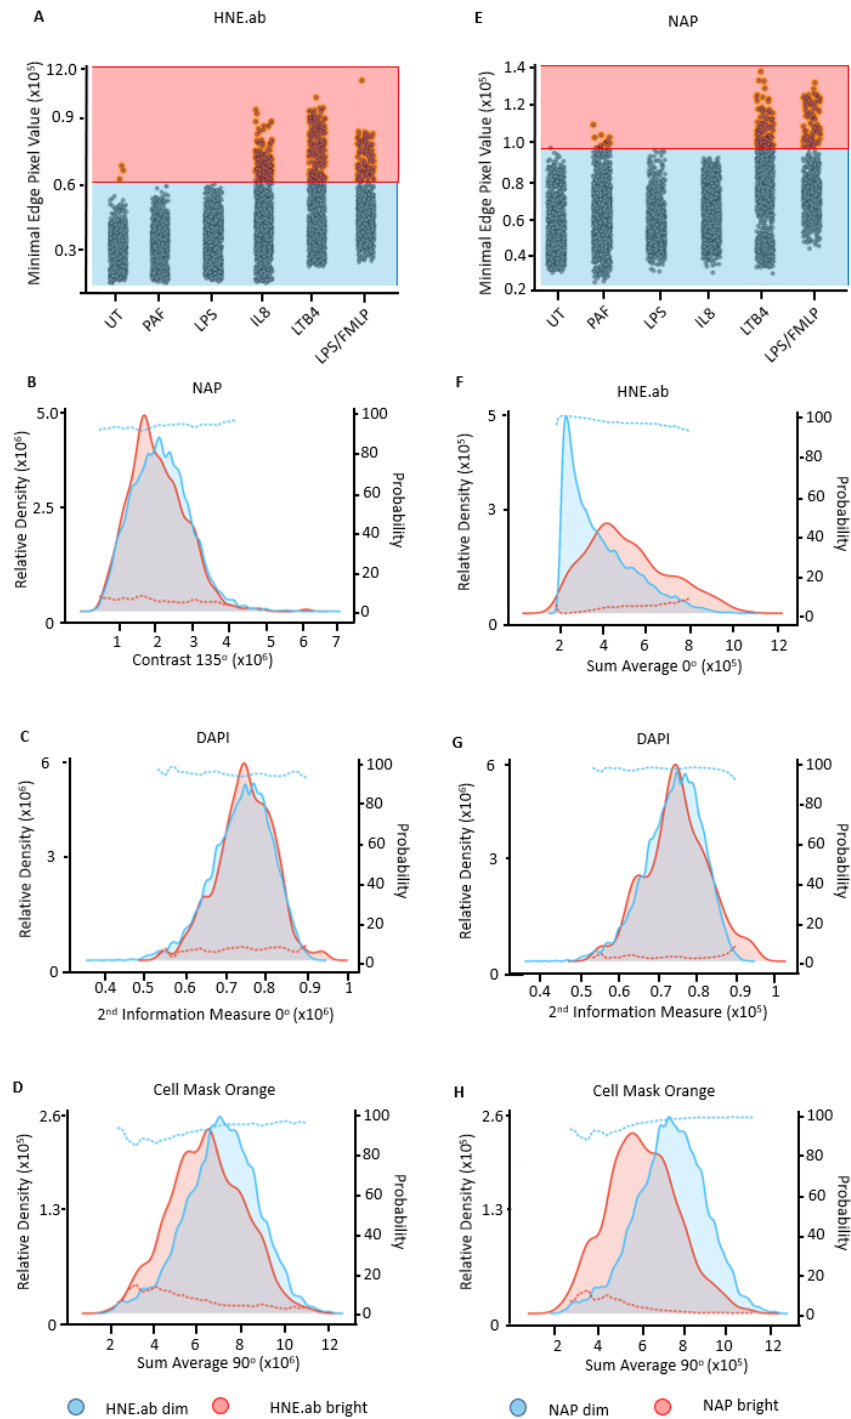 A
HNE.ab
Minimal Edge Pixel Value (x10⁵)
12.0
0.9
0.6
0.3
UT
PAF
LPS
IL8
LTB4
LPS/FMLP
E
NAP
Minimal Edge Pixel Value (x10⁵)
1.4
1.2
1.0
0.8
0.6
0.4
0.2
UT
PAF
LPS
IL8
LTB4
LPS/FMLP
B
NAP
Relative Density (x10⁶)
5.0
2.5
0
100
80
60
40
20
0
Probability
1 2 3 4 5 6 7
Contrast 135° (x10⁶)
F
HNE.ab
Relative Density (x10⁵)
5
3
0
100
80
60
40
20
0
Probability
2 4 6 8 10 12
Sum Average 0° (x10⁵)
C
DAPI
Relative Density (x10⁶)
6
3
0
100
80
60
40
20
0
Probability
0.4 0.5 0.6 0.7 0.8 0.9 1
2ⁿᵈ Information Measure 0° (x10⁶)
G
DAPI
Relative Density (x10⁶)
6
3
0
100
80
60
40
20
0
Probability
0.4 0.5 0.6 0.7 0.8 0.9 1
2ⁿᵈ Information Measure (x10⁵)
D
Cell Mask Orange
Relative Density (x10⁵)
2.6
1.3
0
100
80
60
40
20
0
Probability
2 4 6 8 10 12
Sum Average 90° (x10⁶)
H
Cell Mask Orange
Relative Density (x10⁵)
2.6
1.3
0
100
80
60
40
20
0
Probability
2 4 6 8 10 12
Sum Average 90° (x10⁵)
HNE.ab dim HNE.ab bright
NAP dim NAP bright